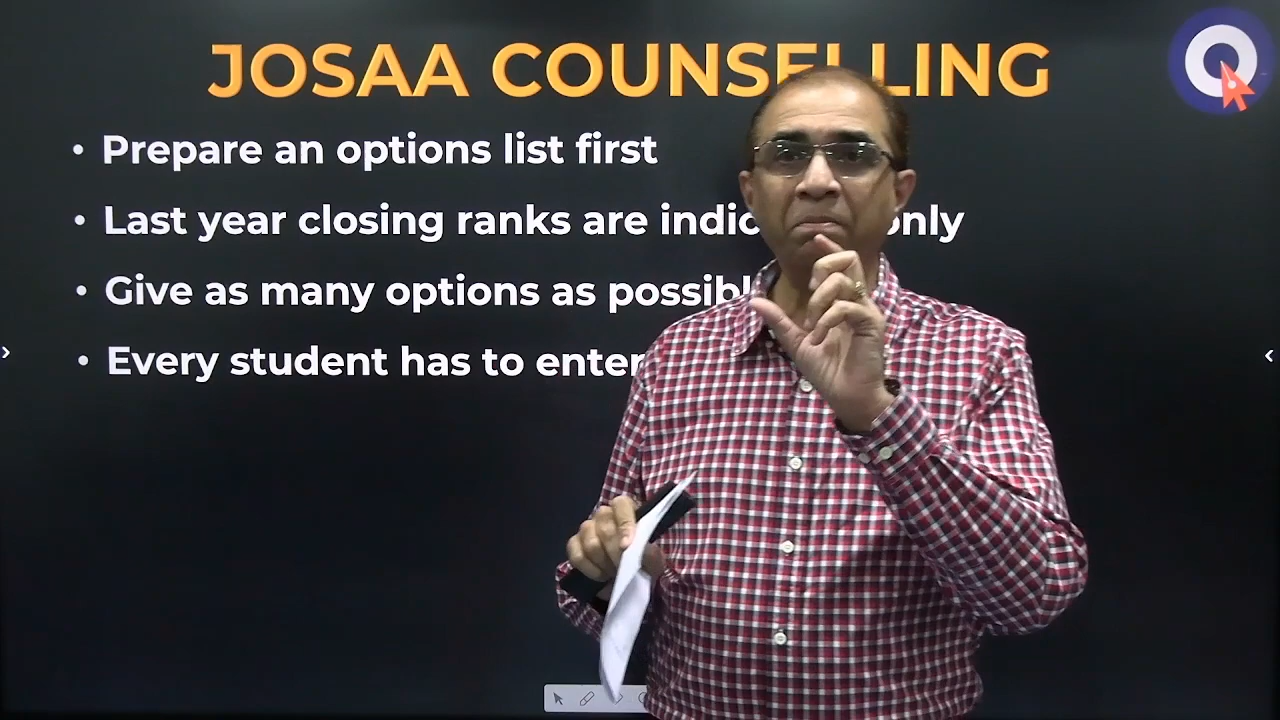 JOSAA COUNSELLING
• Prepare an options list first
• Last year closing ranks are only
• Give as many options as
• Every student has to enter